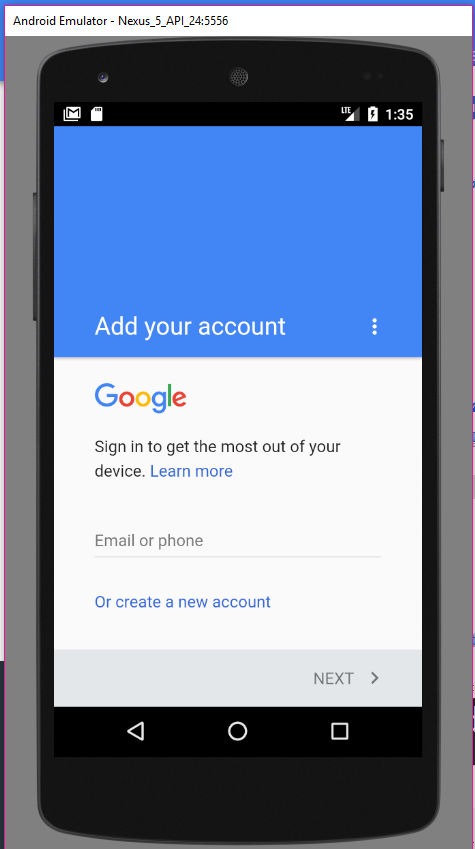 Android Emulator - Nexus_5_API_24:5556
LTE 1:35
Add your account
Google
Sign in to get the most out of your
device. Learn more
Email or phone
Or create a new account
NEXT